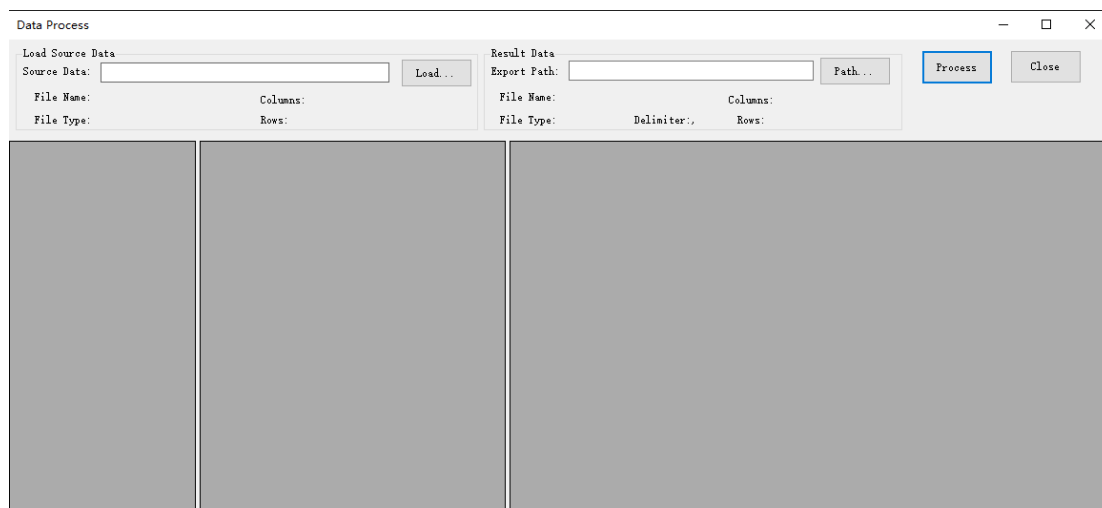 Data Process
Load Source Data
Source Data:
Load...
File Name:
Columns:
File Type:
Rows:
Result Data
Export Path:
Path...
File Name:
Columns:
File Type:
Delimiter:,
Rows:
Process
Close